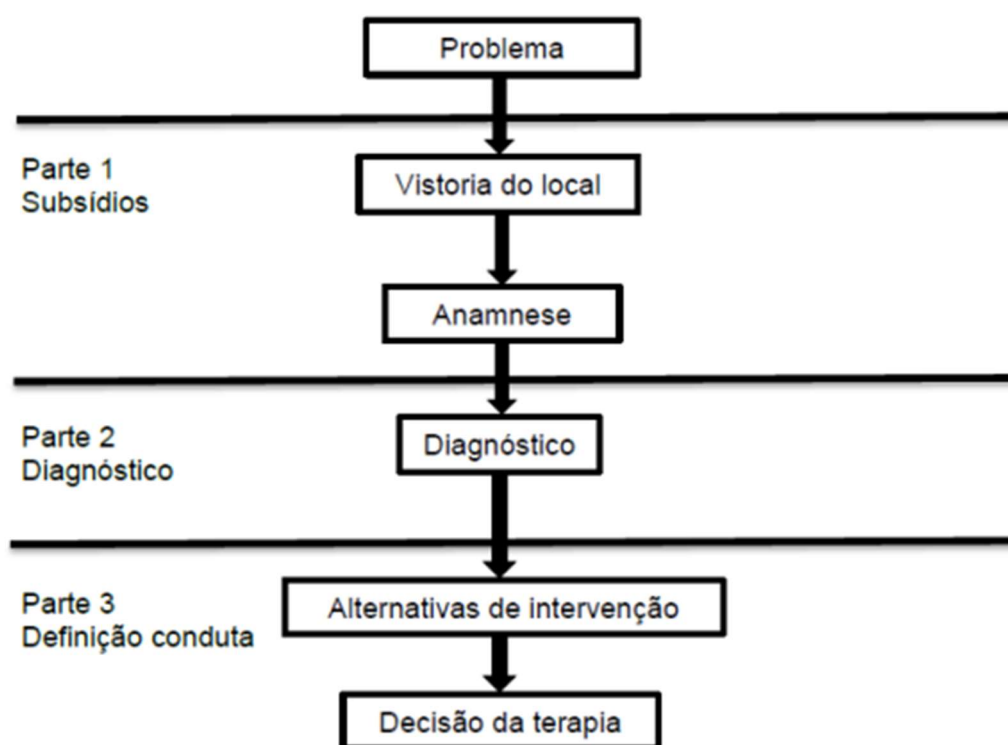 Problema
Parte 1
Subsídios
Vistoria do local
Anamnese
Parte 2
Diagnóstico
Diagnóstico
Parte 3
Definição conduta
Alternativas de intervenção
Decisão da terapia